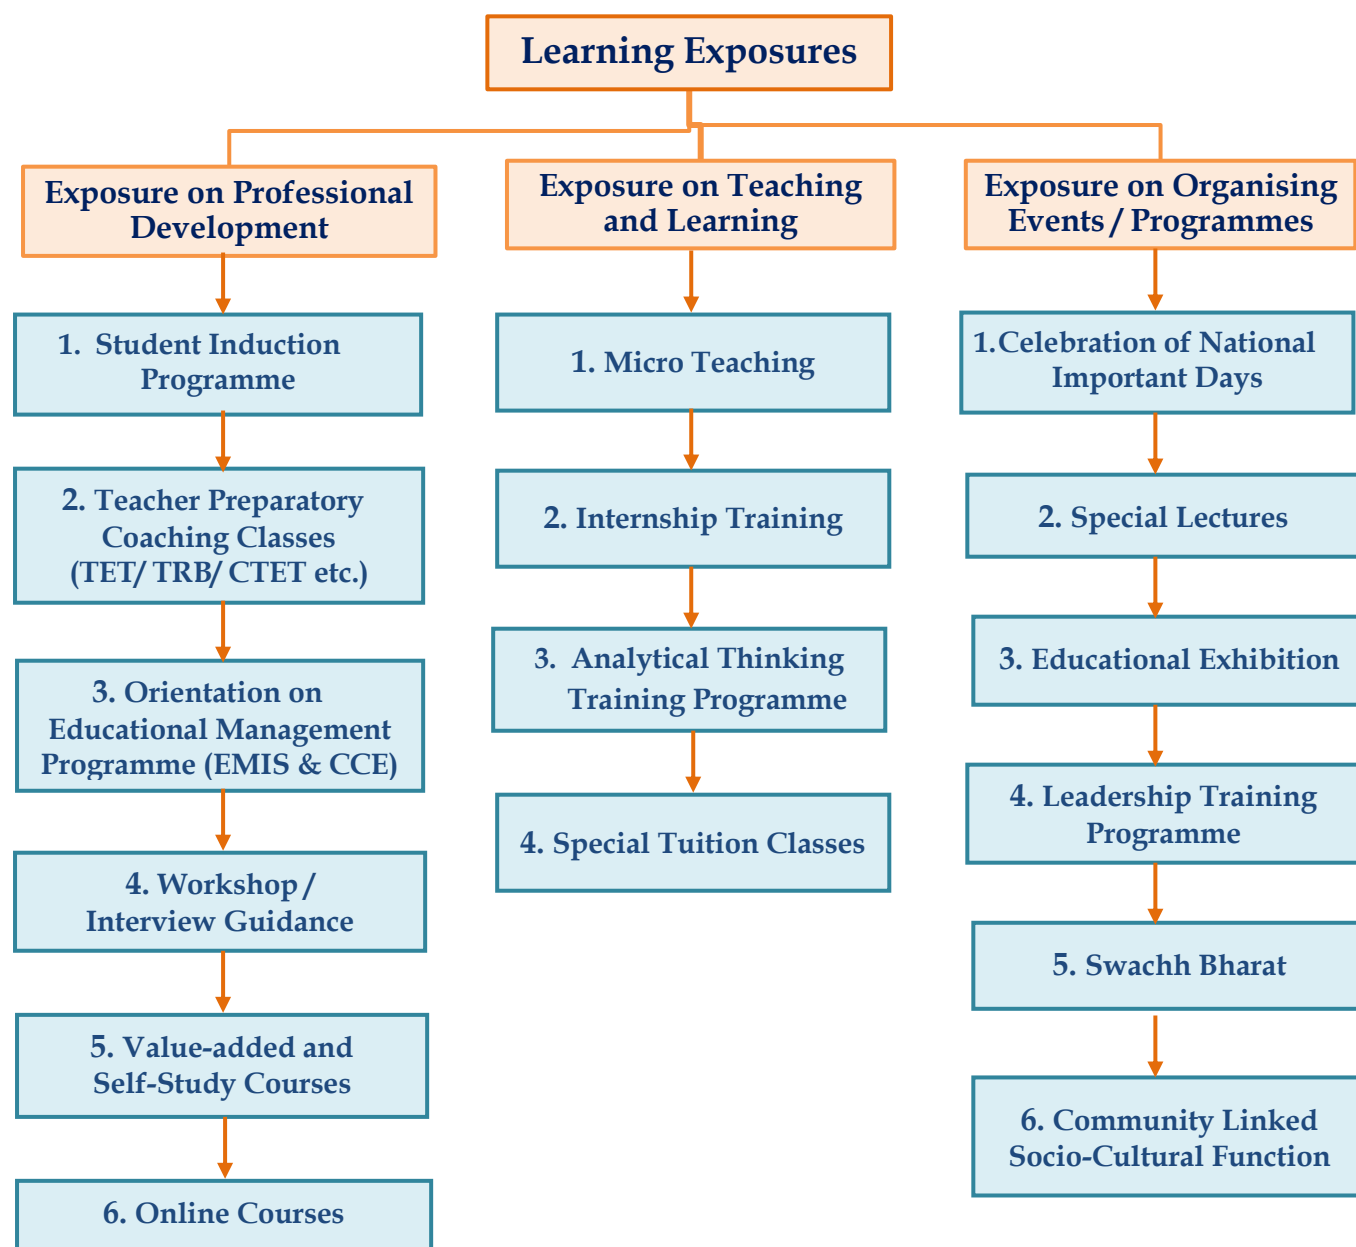 Learning Exposures
Exposure on Professional
Development
1. Student Induction
Programme
2. Teacher Preparatory
Coaching Classes
(TET/ TRB/ CTET etc.)
3. Orientation on
Educational Management
Programme (EMIS & CCE)
4. Workshop /
Interview Guidance
5. Value-added and
Self-Study Courses
6. Online Courses
Exposure on Teaching
and Learning
1. Micro Teaching
2. Internship Training
3. Analytical Thinking
Training Programme
4. Special Tuition Classes
Exposure on Organising
Events / Programmes
1.Celebration of National
Important Days
2. Special Lectures
3. Educational Exhibition
4. Leadership Training
Programme
5. Swachh Bharat
6. Community Linked
Socio-Cultural Function